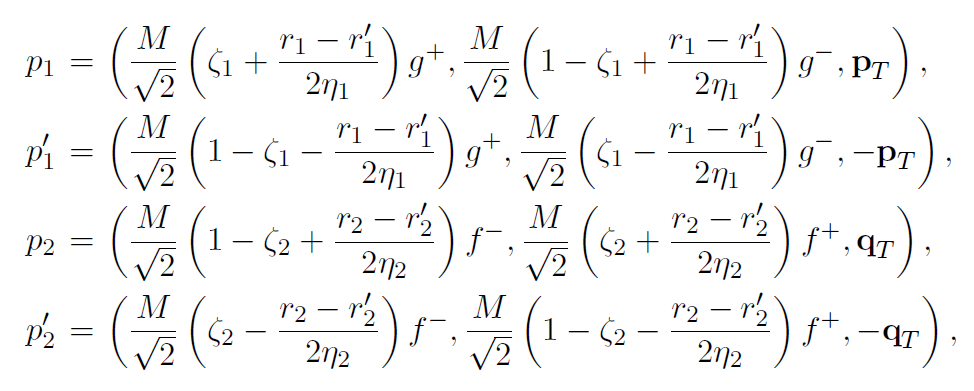 p_1 = \left( \frac{M}{\sqrt{2}} \left( \zeta_1 + \frac{r_1 - r_1'}{2\eta_1} \right) g^+, \frac{M}{\sqrt{2}} \left( 1 - \zeta_1 + \frac{r_1 - r_1'}{2\eta_1} \right) g^-, \mathbf{p}_T \right),
p_1' = \left( \frac{M}{\sqrt{2}} \left( 1 - \zeta_1 - \frac{r_1 - r_1'}{2\eta_1} \right) g^+, \frac{M}{\sqrt{2}} \left( \zeta_1 - \frac{r_1 - r_1'}{2\eta_1} \right) g^-, -\mathbf{p}_T \right),
p_2 = \left( \frac{M}{\sqrt{2}} \left( 1 - \zeta_2 + \frac{r_2 - r_2'}{2\eta_2} \right) f^-, \frac{M}{\sqrt{2}} \left( \zeta_2 + \frac{r_2 - r_2'}{2\eta_2} \right) f^+, \mathbf{q}_T \right),
p_2' = \left( \frac{M}{\sqrt{2}} \left( \zeta_2 - \frac{r_2 - r_2'}{2\eta_2} \right) f^-, \frac{M}{\sqrt{2}} \left( 1 - \zeta_2 - \frac{r_2 - r_2'}{2\eta_2} \right) f^+, -\mathbf{q}_T \right),